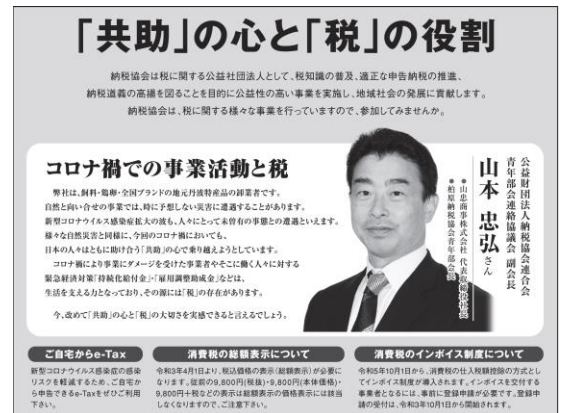 「共助」の心と「税」の役割
納税協会は税に関する公益社団法人として、税知識の普及、適正な申告納税の推進、
納税道義の高揚を図ることを目的に公益性の高い事業を実施し、地域社会の発展に貢献します。
納税協会は、税に関する様々な事業を行っていますので、参加してみませんか。
コロナ禍での事業活動と税
弊社は、飼料・鶏卵・全国ブランドの地元丹波特産品の卸業者です。
自然と向い合せの事業では、時に予想しない災害に遭遇することがあります。
新型コロナウイルス感染症拡大の波も、人々にとって未曽有の事態との遭遇といえます。
様々な自然災害と同様に、今回のコロナ禍においても、
日本の人々はともに助け合う「共助」の心で乗り越えようとしています。
コロナ禍により事業にダメージを受けた事業者やそこに働く人々に対する
緊急経済対策「持続化給付金」・「雇用調整助成金」などは、
生活を支える力となっており、その源には「税」の存在があります。
今、改めて「共助」の心と「税」の大切さを実感できると言えるでしょう。
公益財団法人納税協会連合会
青年部会連絡協議会 副会長
山本 忠弘さん
●山忠商事株式会社 代表取締役社長
●柏原納税協会青年部会長
ご自宅からe-Tax
新型コロナウイルス感染症の感染
リスクを軽減するため、ご自宅か
ら申告できるe-Taxをぜひご利用
下さい。
消費税の総額表示について
令和3年4月1日より、税込価格の表示(総額表示)が必要に
なります。従前の9,800円(税抜)・9,800円(本体価格)・
9,800円+税などの表示は総額表示の価格表示には該当
しなくなりますので、ご注意下さい。
消費税のインボイス制度について
令和5年10月1日から、消費税の仕入税額控除の方式とし
てインボイス制度が導入されます。インボイスを交付する
事業者となるには、事前に登録申請が必要です。登録申
請の受付は、令和3年10月1日から開始されます。